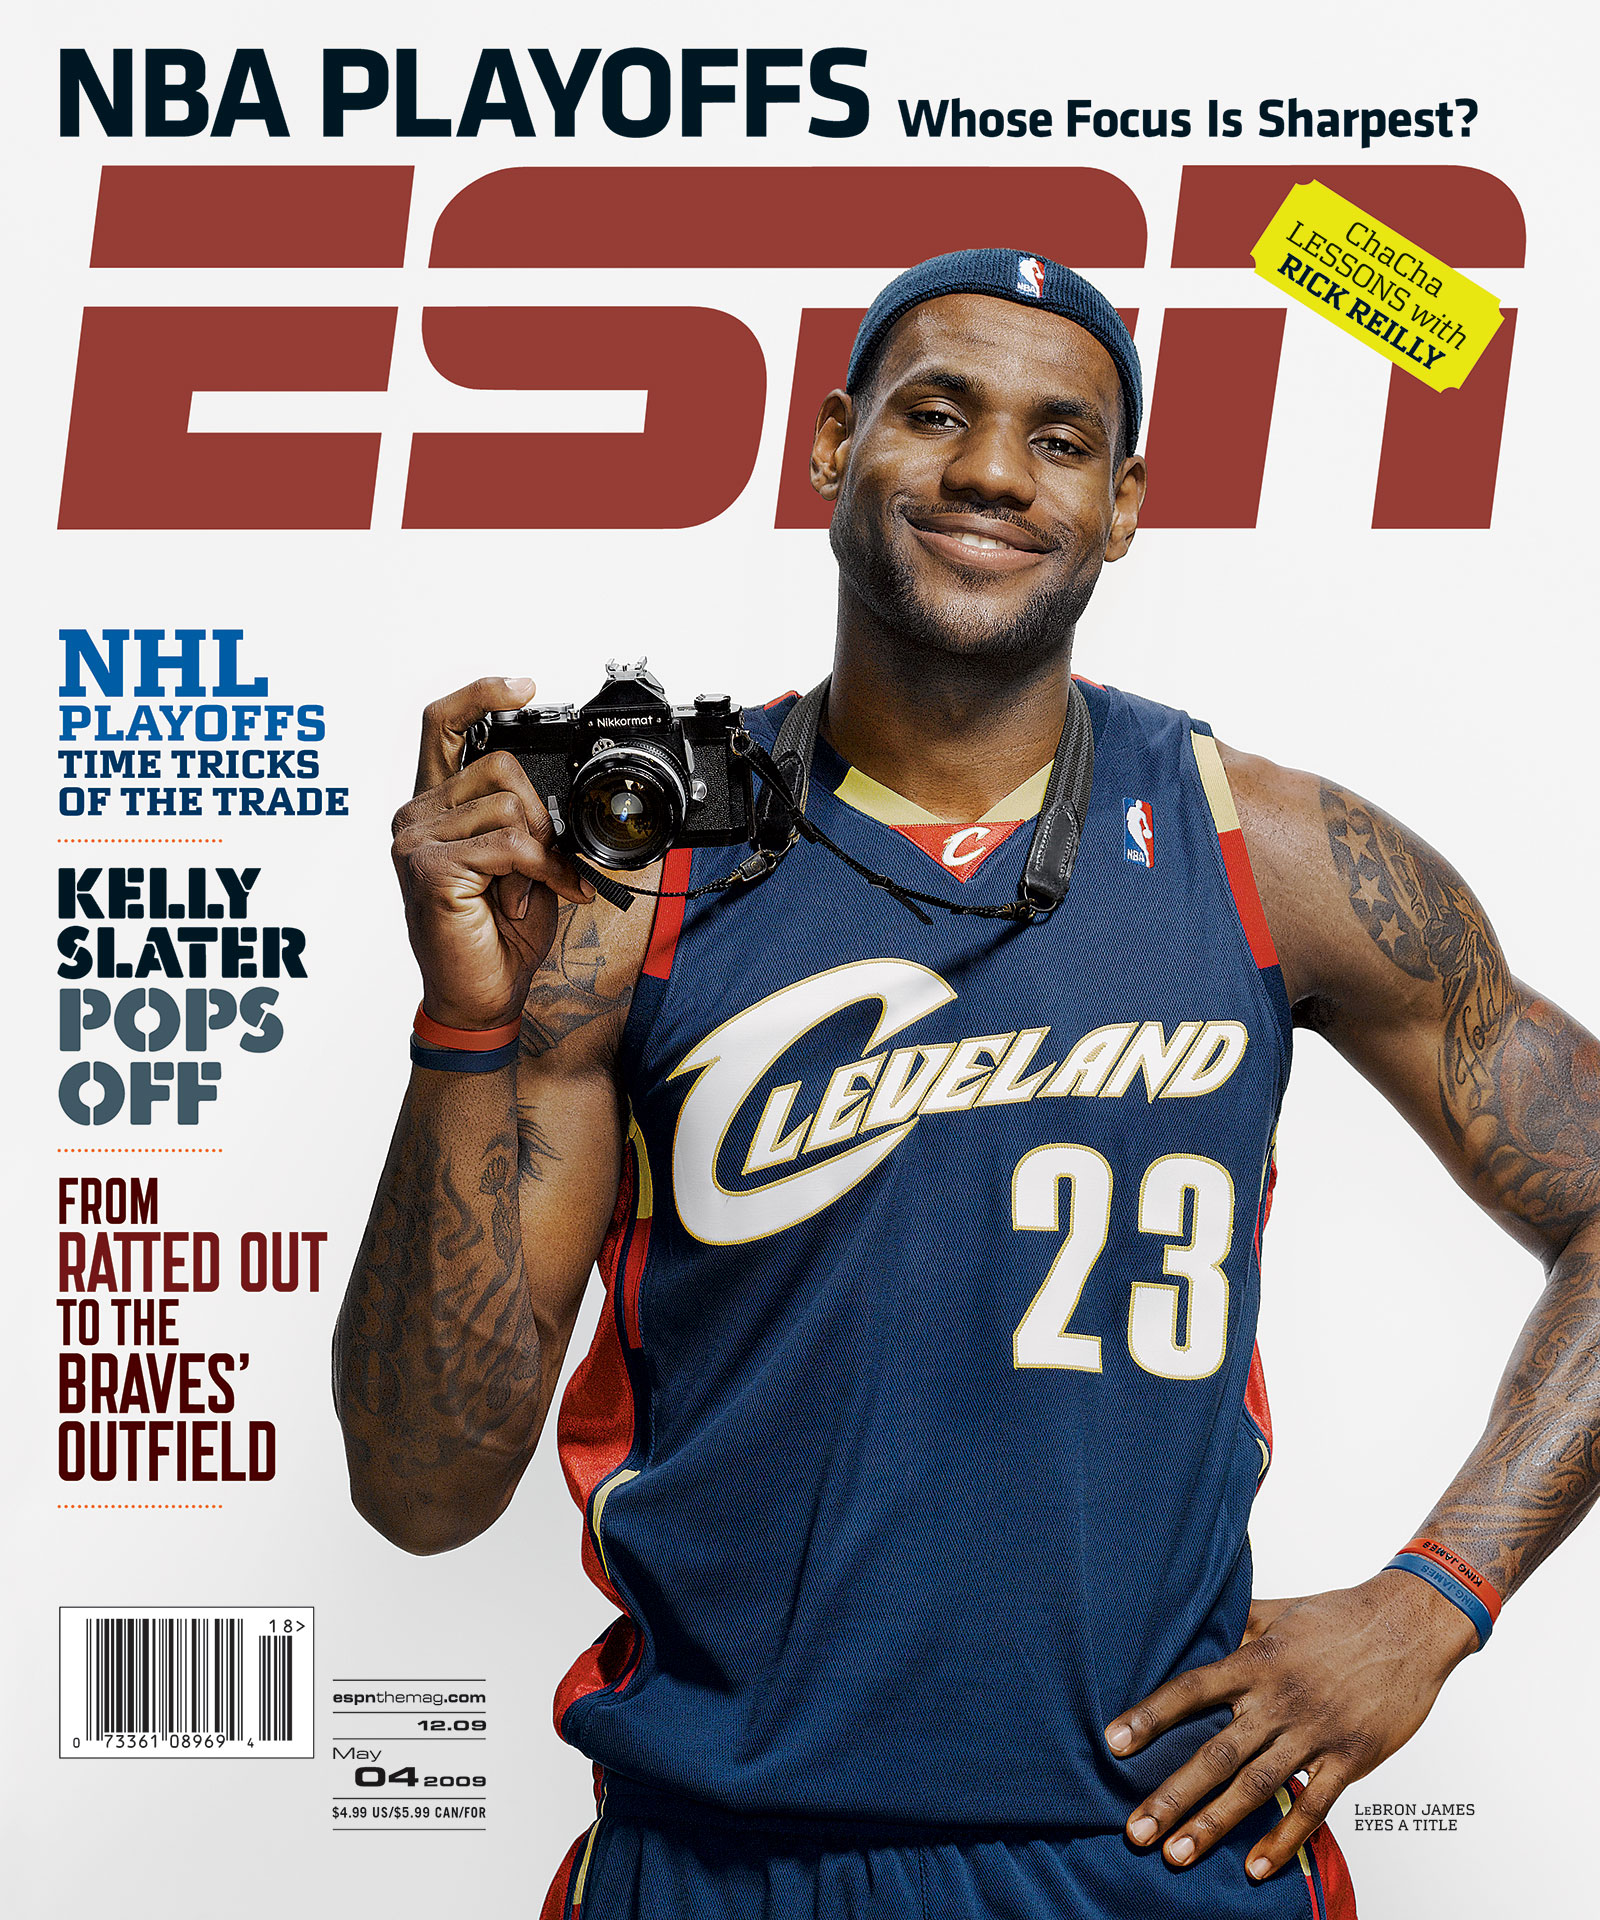 NBA PLAYOFFS Whose Focus Is Sharpest?
ESPN
ChaCha
LESSONS with
RICK REILLY
NHL
PLAYOFFS
TIME TRICKS
OF THE TRADE
KELLY
SLATER
POPS
OFF
FROM
RATTED OUT
TO THE
BRAVES'
OUTFIELD
Nikkormat
NBA
C
NBA
CLEVELAND
23
KING JAMES
KING JAMES
Hold
18>
0 73361 08969 4
espnthemag.com
12.09
May
04 2009
$4.99 US/$5.99 CAN/FOR
LEBRON JAMES
EYES A TITLE